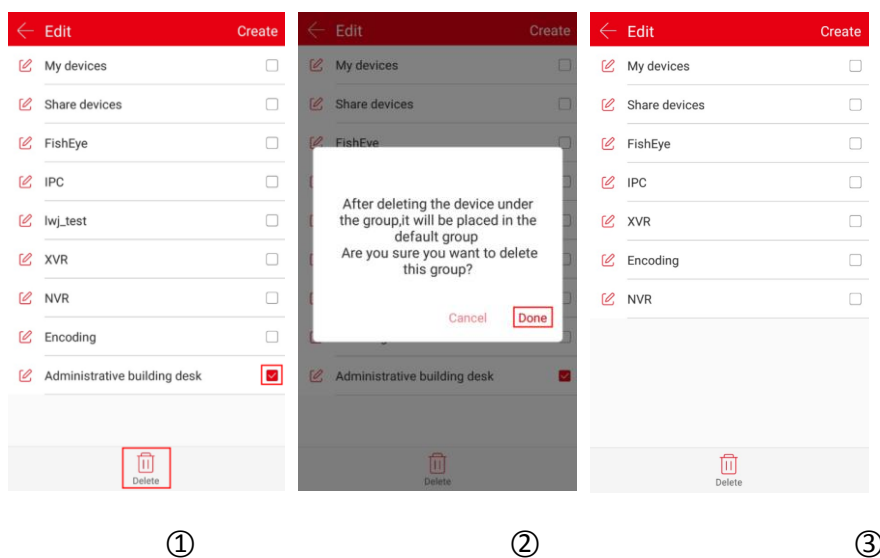 Edit Create
My devices
Share devices
FishEye
IPC
lwj_test
XVR
NVR
Encoding
Administrative building desk
Delete
①
Edit Create
My devices
Share devices
FishEye
After deleting the device under
the group,it will be placed in the
default group
Are you sure you want to delete
this group?
Cancel Done
Administrative building desk
Delete
②
Edit Create
My devices
Share devices
FishEye
IPC
XVR
Encoding
NVR
Delete
③